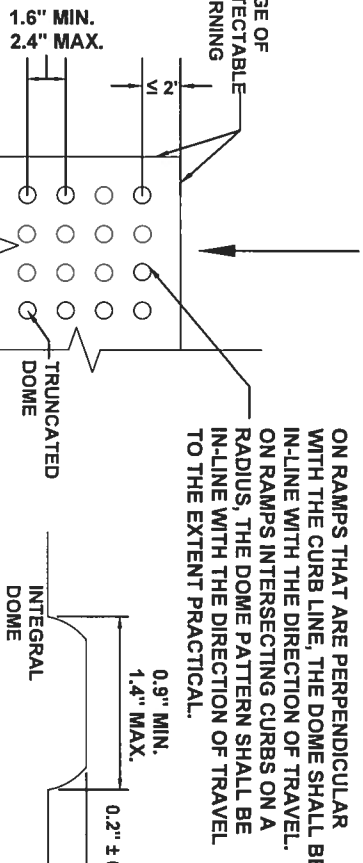 1.6" MIN.
2.4" MAX.
GE OF
TECTABLE
RNING
≤ 2'
TRUNCATED
DOME
ON RAMPS THAT ARE PERPENDICULAR
WITH THE CURB LINE, THE DOME SHALL BE
IN-LINE WITH THE DIRECTION OF TRAVEL.
ON RAMPS INTERSECTING CURBS ON A
RADIUS, THE DOME PATTERN SHALL BE
IN-LINE WITH THE DIRECTION OF TRAVEL
TO THE EXTENT PRACTICAL.
INTEGRAL
DOME
0.9" MIN.
1.4" MAX.
0.2" ±